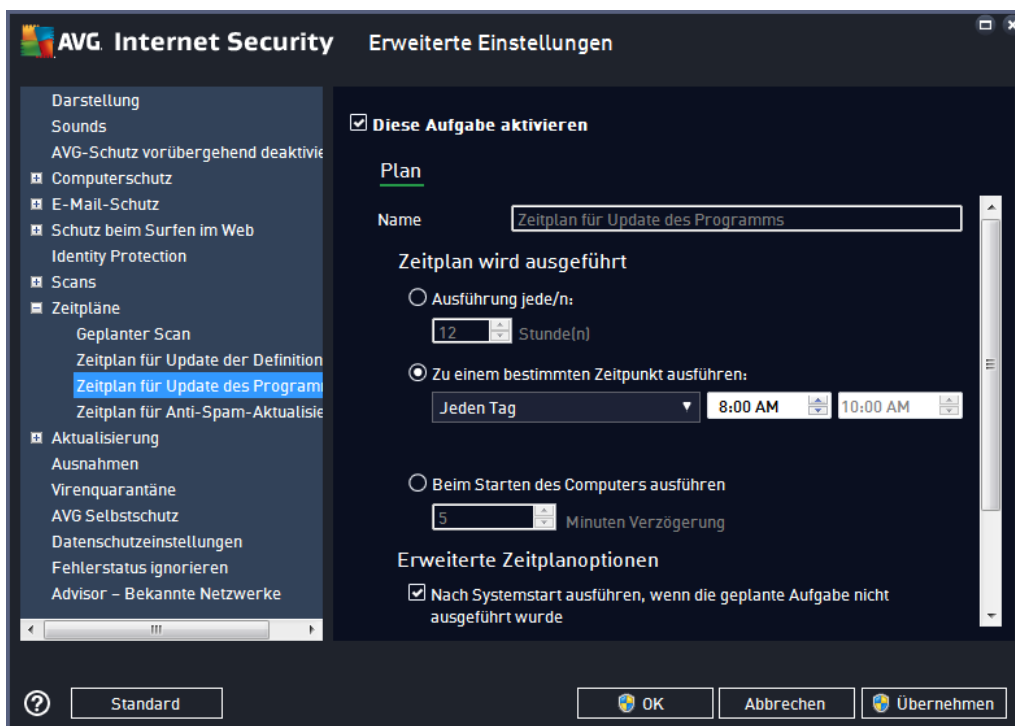 AVG. Internet Security Erweiterte Einstellungen
Darstellung
Sounds
AVG-Schutz vorübergehend
Computerschutz
E-Mail-Schutz
Schutz beim Surfen im Web
Identity Protection
Scans
Zeitpläne
Geplanter Scan
Zeitplan für Update der Definition
Zeitplan für Update des
Zeitplan für
Aktualisierung
Ausnahmen
Virenquarantäne
AVG Selbstschutz
Datenschutzeinstellungen
Fehlerstatus ignorieren
Advisor – Bekannte Netzwerke
Diese Aufgabe aktivieren
Plan
Name Zeitplan für Update des Programms
Zeitplan wird ausgeführt
Ausführung jede/n:
12 Stunde(n)
Zu einem bestimmten Zeitpunkt ausführen:
Jeden Tag 8:00 AM 10:00 AM
Beim Starten des Computers ausführen
5 Minuten Verzögerung
Erweiterte Zeitplanoptionen
Nach Systemstart ausführen, wenn die geplante Aufgabe nicht
ausgeführt wurde
? Standard OK Abbrechen Übernehmen